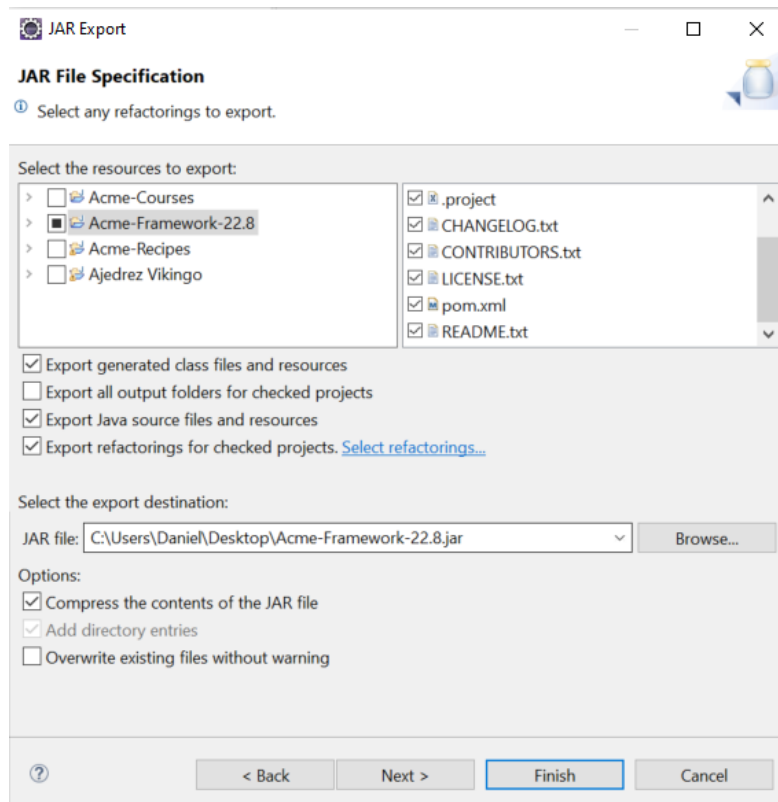 JAR Export
JAR File Specification
Select any refactorings to export.
Select the resources to export:
Acme-Courses
Acme-Framework-22.8
Acme-Recipes
Ajedrez Vikingo
.project
CHANGELOG.txt
CONTRIBUTORS.txt
LICENSE.txt
pom.xml
README.txt
Export generated class files and resources
Export all output folders for checked projects
Export Java source files and resources
Export refactorings for checked projects. Select refactorings...
Select the export destination:
JAR file: C:\Users\Daniel\Desktop\Acme-Framework-22.8.jar Browse...
Options:
Compress the contents of the JAR file
Add directory entries
Overwrite existing files without warning
? < Back Next > Finish Cancel